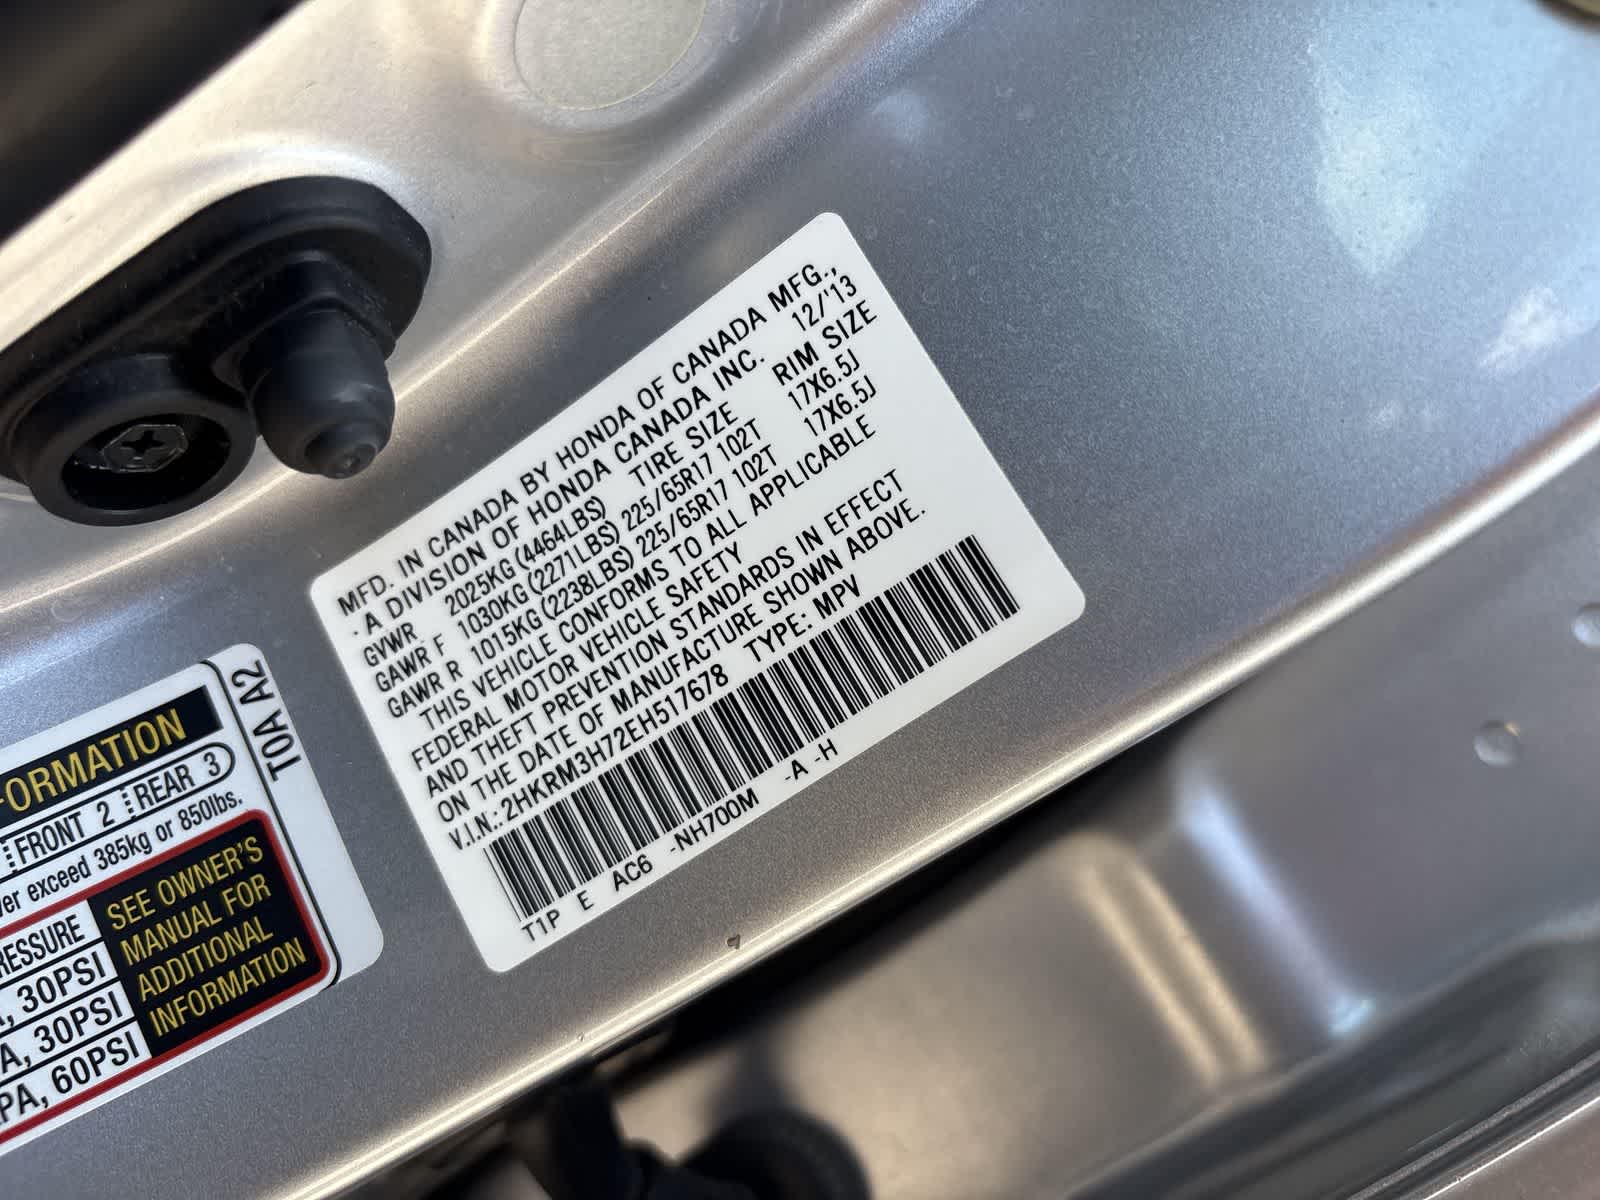 MFD. IN CANADA BY HONDA OF CANADA MFG.,
-A DIVISION OF HONDA CANADA INC. 12/'13
GVWR 2025KG (4464LBS) TIRE SIZE RIM SIZE
GAWR F 1030KG (2271LBS) 225/65R17 102T 17X6.5J
GAWR R 1015KG (2238LBS) 225/65R17 102T 17X6.5J
THIS VEHICLE CONFORMS TO ALL APPLICABLE
FEDERAL MOTOR VEHICLE SAFETY
AND THEFT PREVENTION STANDARDS IN EFFECT
ON THE DATE OF MANUFACTURE SHOWN ABOVE.
V.I.N.:2HKRM3H72EH517678 TYPE: MPV
T1P E AC6 -NH700M -A -H
T0A A2
FRONT 2 REAR 3
exceed 385kg or 850lbs.
30PSI
30PSI
60PSI
SEE OWNER'S
MANUAL FOR
ADDITIONAL
INFORMATION